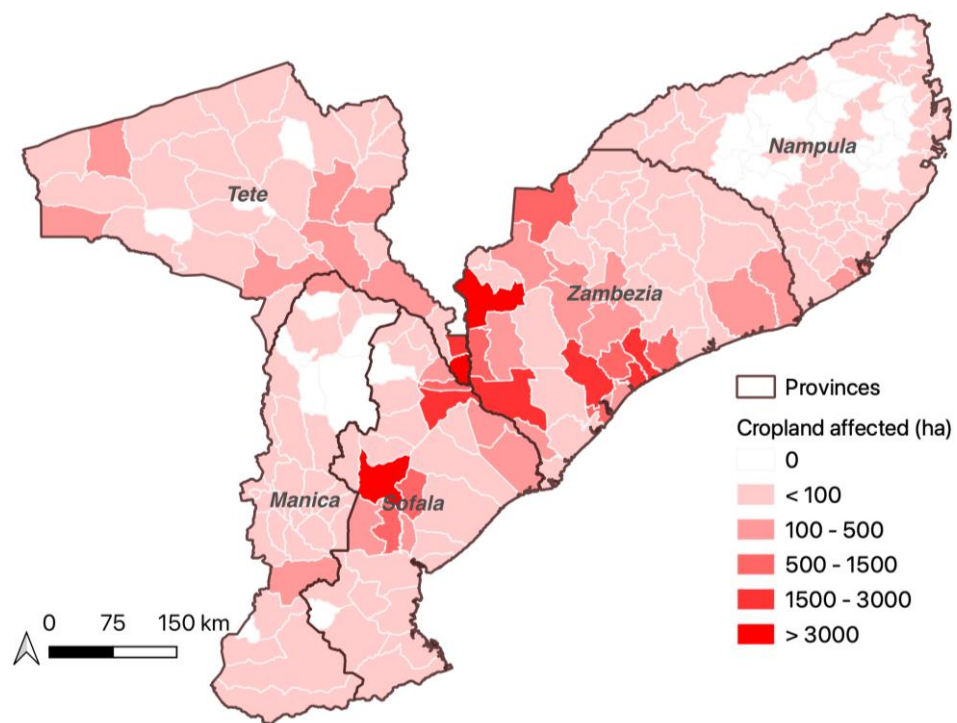 Nampula
Tete
Zambezia
Manica
Sofala
Provinces
Cropland affected (ha)
0
< 100
100 - 500
500 - 1500
1500 - 3000
> 3000
0 75 150 km